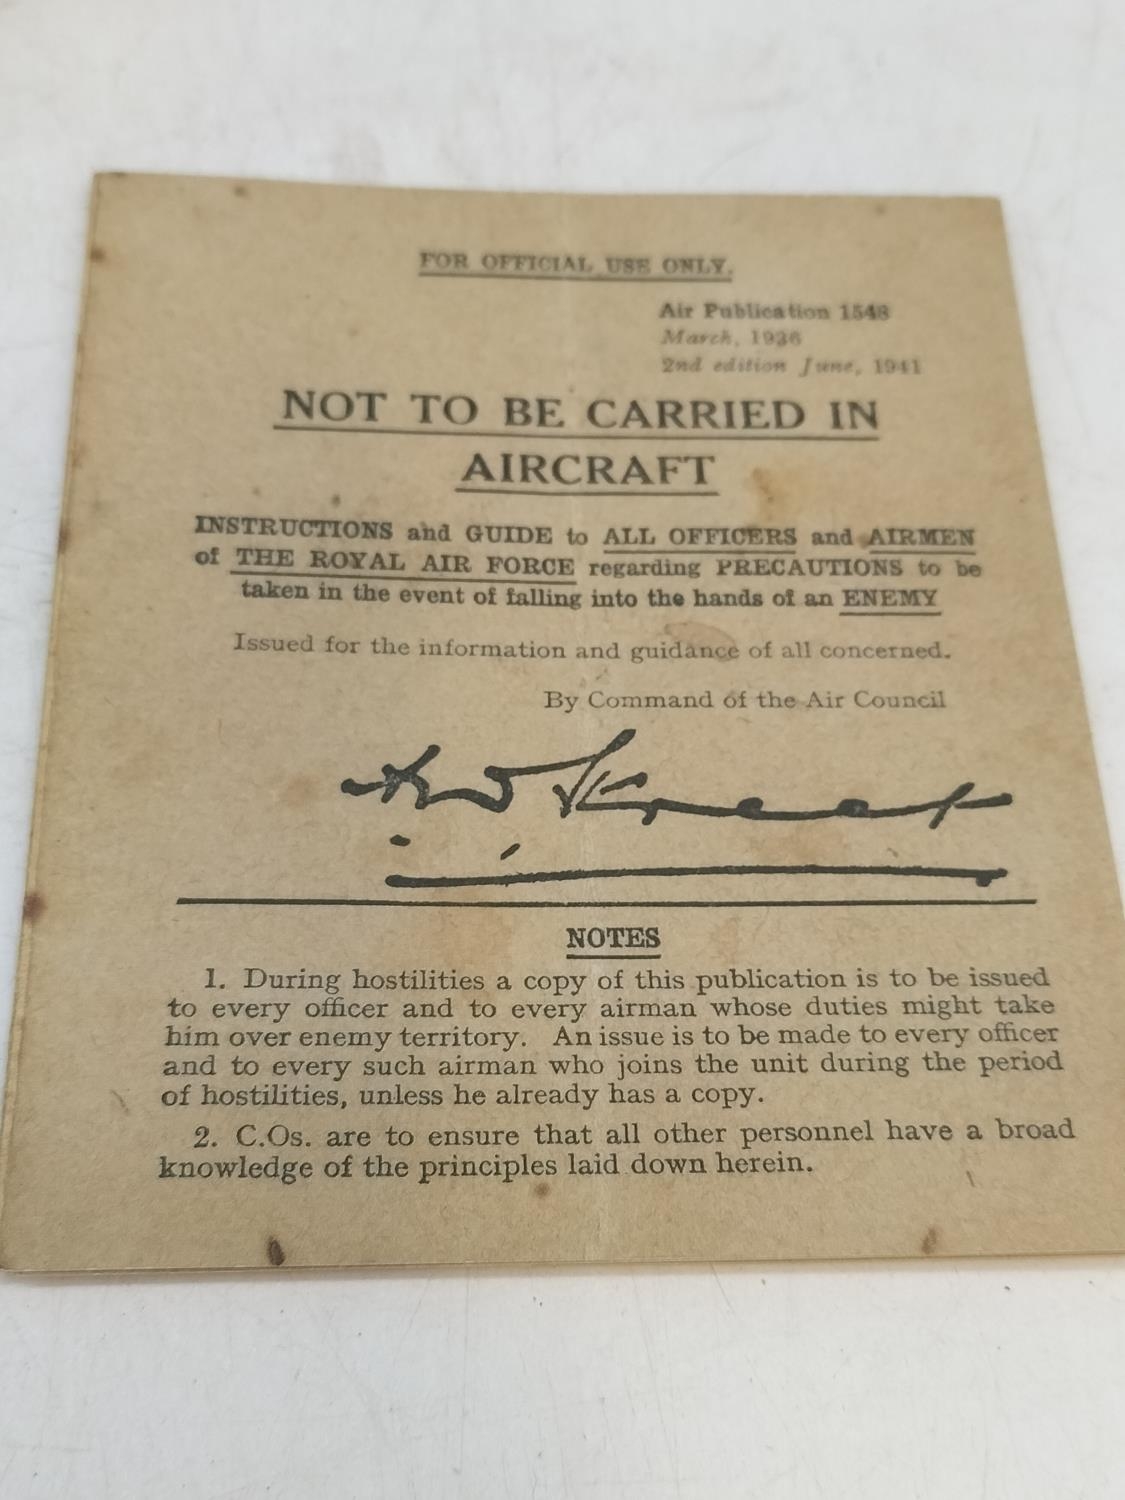 FOR OFFICIAL USE ONLY.
Air Publication 1548
March, 1936
2nd edition June, 1941
NOT TO BE CARRIED IN
AIRCRAFT
INSTRUCTIONS and GUIDE to ALL OFFICERS and AIRMEN
of THE ROYAL AIR FORCE regarding PRECAUTIONS to be
taken in the event of falling into the hands of an ENEMY
Issued for the information and guidance of all concerned.
By Command of the Air Council
NOTES
1. During hostilities a copy of this publication is to be issued
to every officer and to every airman whose duties might take
him over enemy territory. An issue is to be made to every officer
and to every such airman who joins the unit during the period
of hostilities, unless he already has a copy.
2. C.Os. are to ensure that all other personnel have a broad
knowledge of the principles laid down herein.